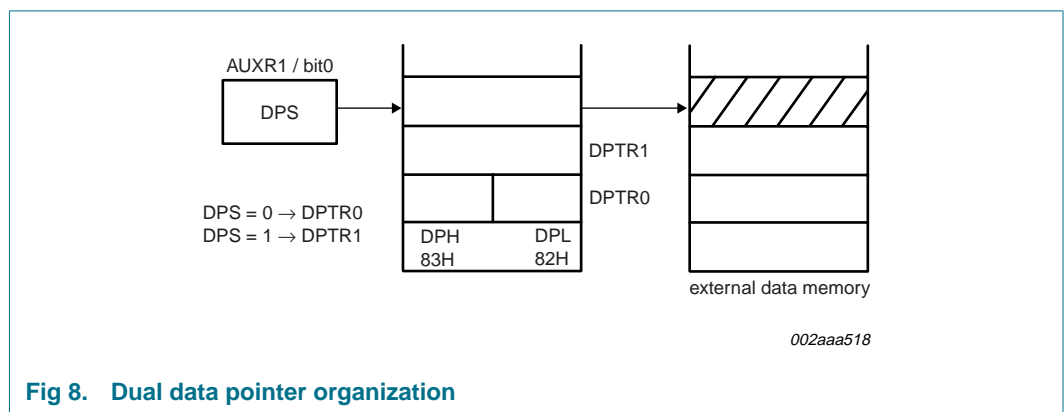 AUXR1 / bit0
DPS
DPTR1
DPTR0
DPS = 0 → DPTR0
DPS = 1 → DPTR1
DPH DPL
83H 82H
external data memory
002aaa518
Fig 8. Dual data pointer organization